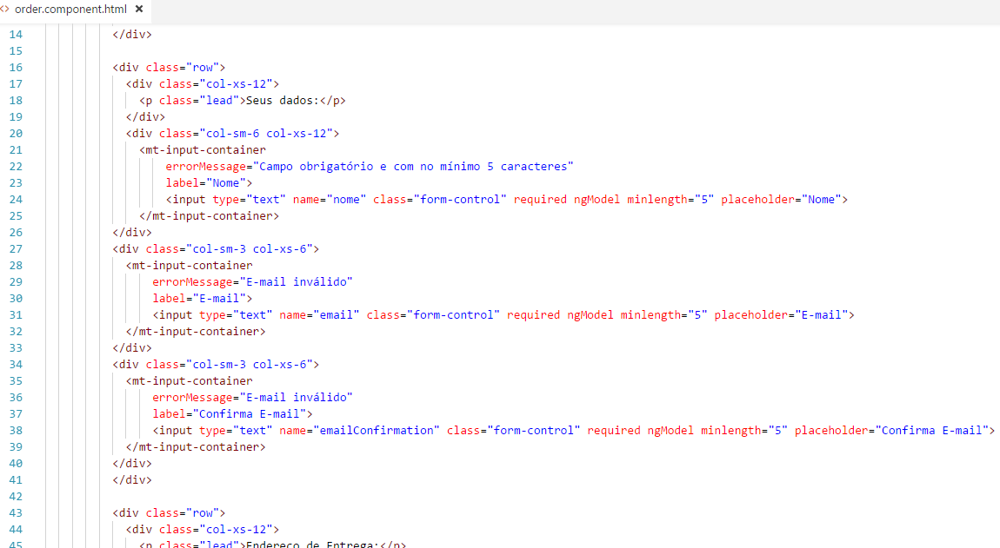 <> order.component.html ×
14 </div>
15
16 <div class="row">
17 <div class="col-xs-12">
18 <p class="lead">Seus dados:</p>
19 </div>
20 <div class="col-sm-6 col-xs-12">
21 <mt-input-container
22 errorMessage="Campo obrigatório e com no mínimo 5 caracteres"
23 label="Nome">
24 <input type="text" name="nome" class="form-control" required ngModel minlength="5" placeholder="Nome">
25 </mt-input-container>
26 </div>
27 <div class="col-sm-3 col-xs-6">
28 <mt-input-container
29 errorMessage="E-mail inválido"
30 label="E-mail">
31 <input type="text" name="email" class="form-control" required ngModel minlength="5" placeholder="E-mail">
32 </mt-input-container>
33 </div>
34 <div class="col-sm-3 col-xs-6">
35 <mt-input-container
36 errorMessage="E-mail inválido"
37 label="Confirma E-mail">
38 <input type="text" name="emailConfirmation" class="form-control" required ngModel minlength="5" placeholder="Confirma E-mail">
39 </mt-input-container>
40 </div>
41 </div>
42
43 <div class="row">
44 <div class="col-xs-12">
45 <p class="lead">Endereço de Entrega:</p>